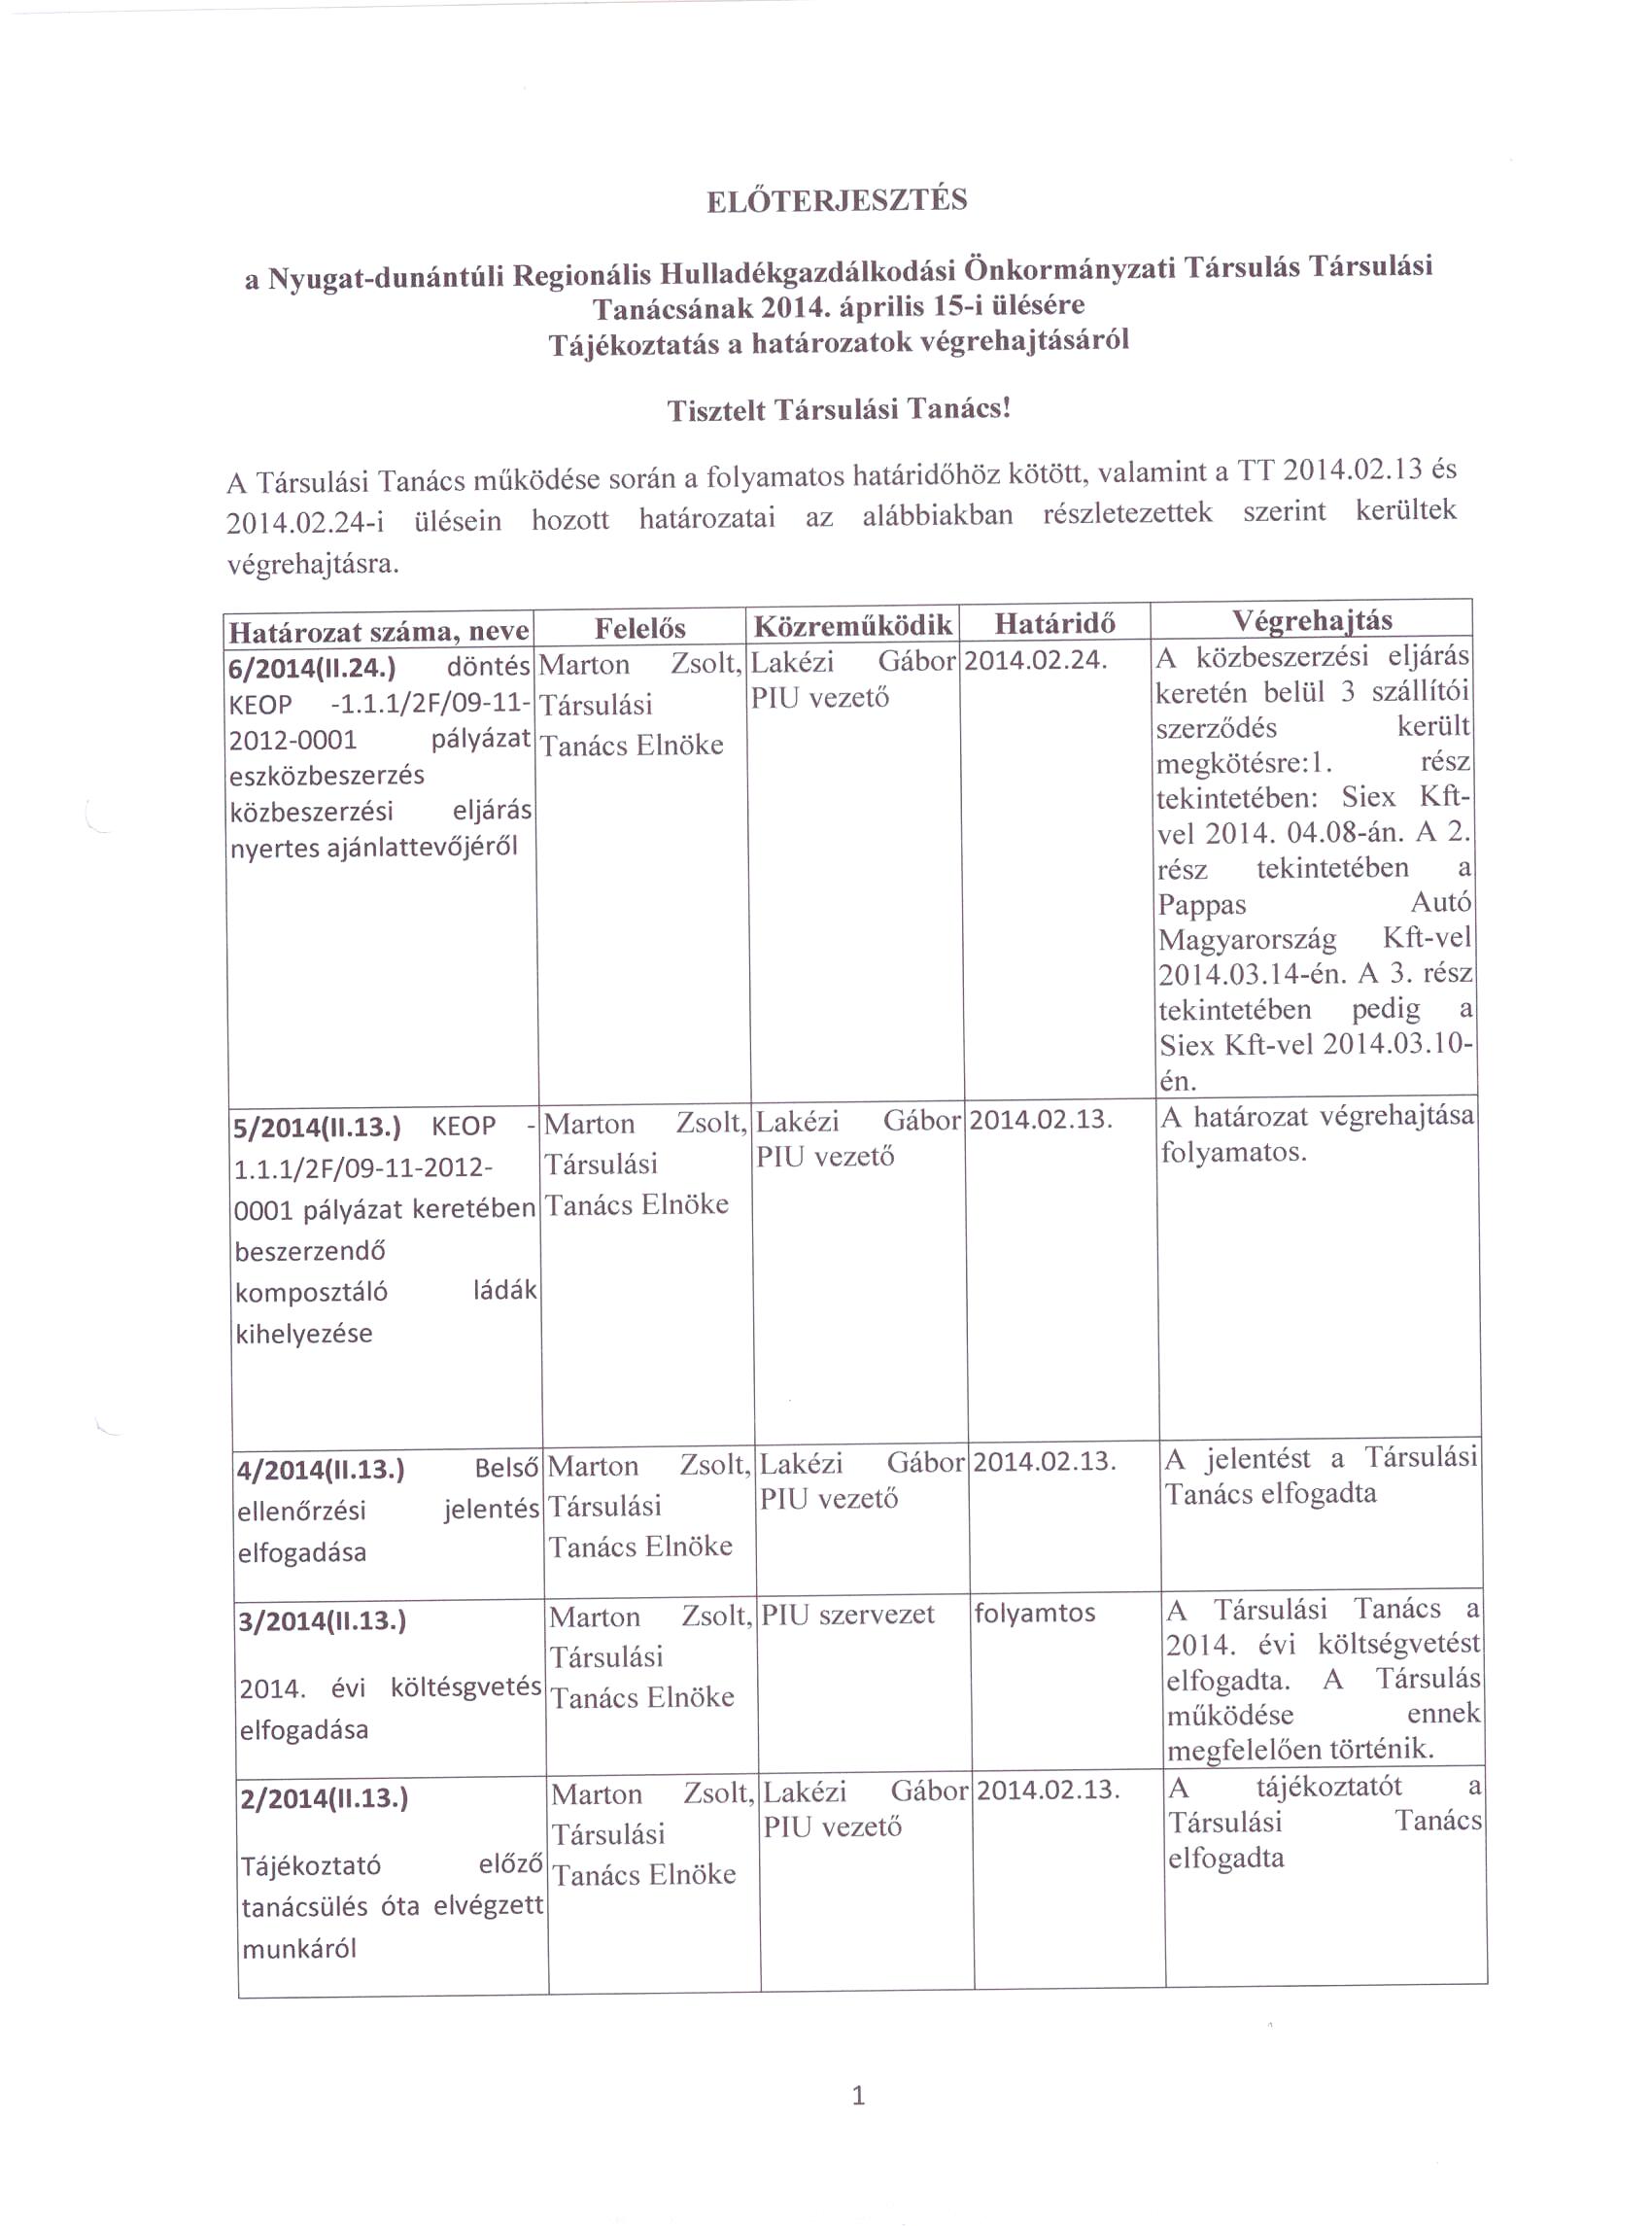 ELŐTERJESZTÉS
a Nyugat-dunántúli Regionális Hulladékgazdálkodási Önkormányzati Társulás Társulási
Tanácsának 2014. április 15-i ülésére
Tájékoztatás a határozatok végrehajtásáról
Tisztelt Társulási Tanács!
A Társulási Tanács működése során a folyamatos határidőhöz kötött, valamint a TT 2014.02.13 és
2014.02.24-i ülésein hozott határozatai az alábbiakban részletezettek szerint kerültek
végrehajtásra.
Határozat száma, neve
Felelős
Közreműködik
Határidő
Végrehajtás
6/2014(II.24.) döntés
KEOP -1.1.1/2F/09-11-
2012-0001 pályázat
eszközbeszerzés
közbeszerzési eljárás
nyertes ajánlattevőjéről
Marton Zsolt,
Társulási
Tanács Elnöke
Lakézi Gábor
PIU vezető
2014.02.24.
A közbeszerzési eljárás
keretén belül 3 szállítói
szerződés került
megkötésre:1. rész
tekintetében: Siex Kft-
vel 2014. 04.08-án. A 2.
rész tekintetében a
Pappas Autó
Magyarország Kft-vel
2014.03.14-én. A 3. rész
tekintetében pedig a
Siex Kft-vel 2014.03.10-
én.
5/2014(II.13.) KEOP -
1.1.1/2F/09-11-2012-
0001 pályázat keretében
beszerzendő
komposztáló ládák
kihelyezése
Marton Zsolt,
Társulási
Tanács Elnöke
Lakézi Gábor
PIU vezető
2014.02.13.
A határozat végrehajtása
folyamatos.
4/2014(II.13.) Belső
ellenőrzési jelentés
elfogadása
Marton Zsolt,
Társulási
Tanács Elnöke
Lakézi Gábor
PIU vezető
2014.02.13.
A jelentést a Társulási
Tanács elfogadta
3/2014(II.13.)
2014. évi költésgvetés
elfogadása
Marton Zsolt,
Társulási
Tanács Elnöke
PIU szervezet
folyamtos
A Társulási Tanács a
2014. évi költségvetést
elfogadta. A Társulás
működése ennek
megfelelően történik.
2/2014(II.13.)
Tájékoztató előző
tanácsülés óta elvégzett
munkáról
Marton Zsolt,
Társulási
Tanács Elnöke
Lakézi Gábor
PIU vezető
2014.02.13.
A tájékoztatót a
Társulási Tanács
elfogadta
1